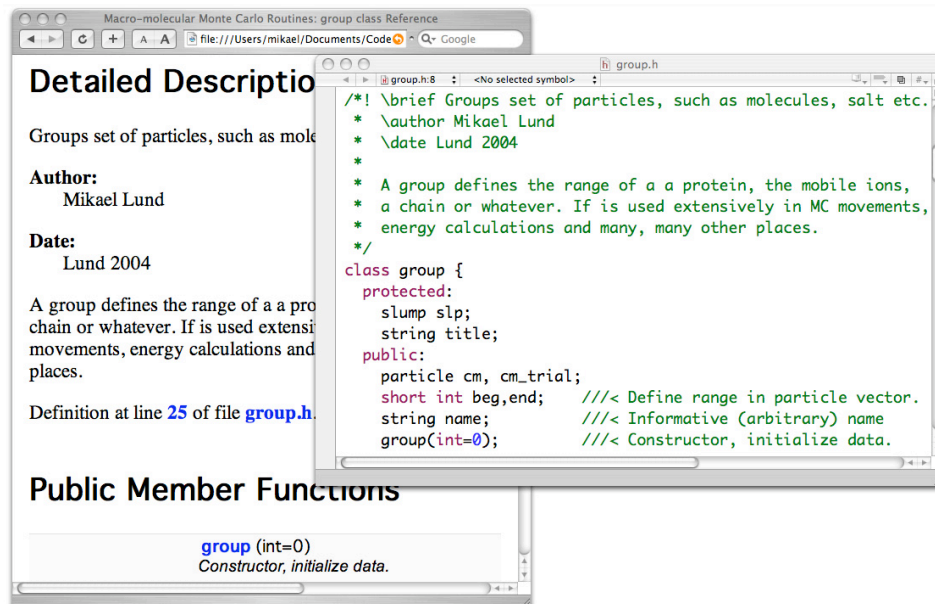 Macro-molecular Monte Carlo Routines: group class Reference
A A
file:///Users/mikael/Documents/Code
Google
Detailed Descriptio
Groups set of particles, such as mole
Author:
Mikael Lund
Date:
Lund 2004
A group defines the range of a a pro
chain or whatever. If is used extensi
movements, energy calculations and
places.
Definition at line 25 of file group.h.
Public Member Functions
group (int=0)
Constructor, initialize data.
group.h
group.h:8 <No selected symbol>
/*! \brief Groups set of particles, such as molecules, salt etc.
* \author Mikael Lund
* \date Lund 2004
*
* A group defines the range of a a protein, the mobile ions,
* a chain or whatever. If is used extensively in MC movements,
* energy calculations and many, many other places.
*/
class group {
protected:
slump slp;
string title;
public:
particle cm, cm_trial;
short int beg,end; ///< Define range in particle vector.
string name; ///< Informative (arbitrary) name
group(int=0); ///< Constructor, initialize data.